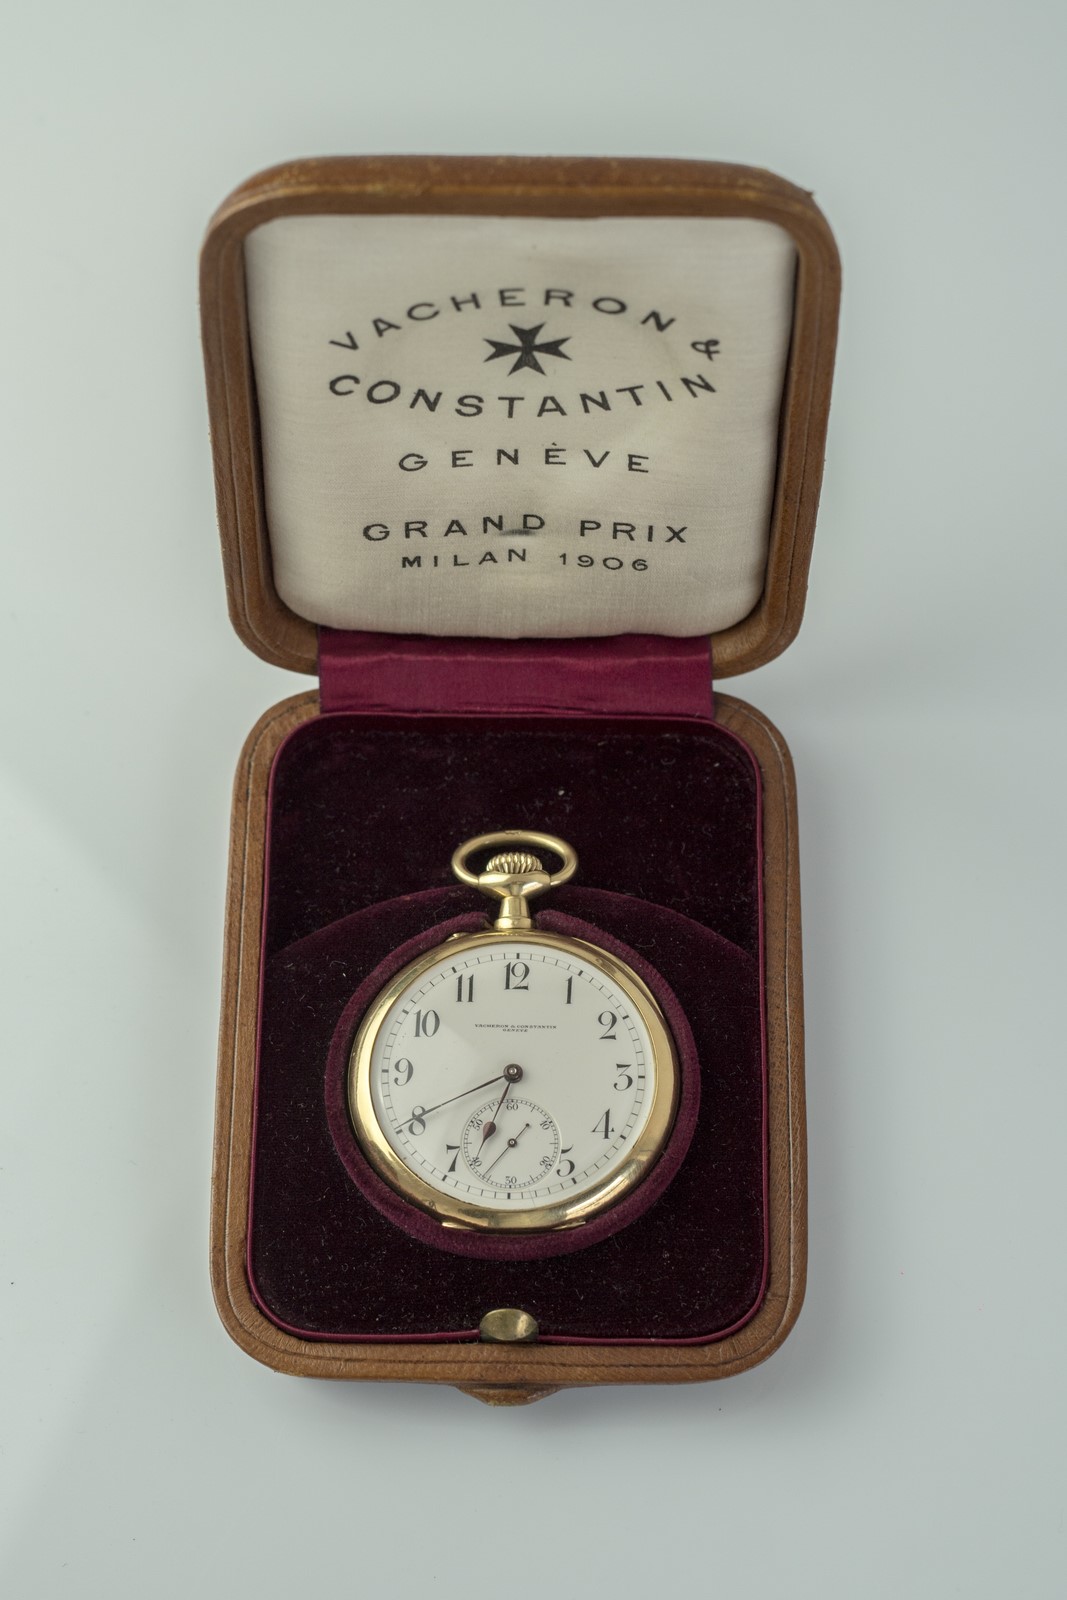 VACHERON &
CONSTANTIN
GENÈVE
GRAND PRIX
MILAN 1906
12
1
2
3
4
5
7
8
9
10
11
VACHERON & CONSTANTIN
GENEVE
60
10
20
30
40
50